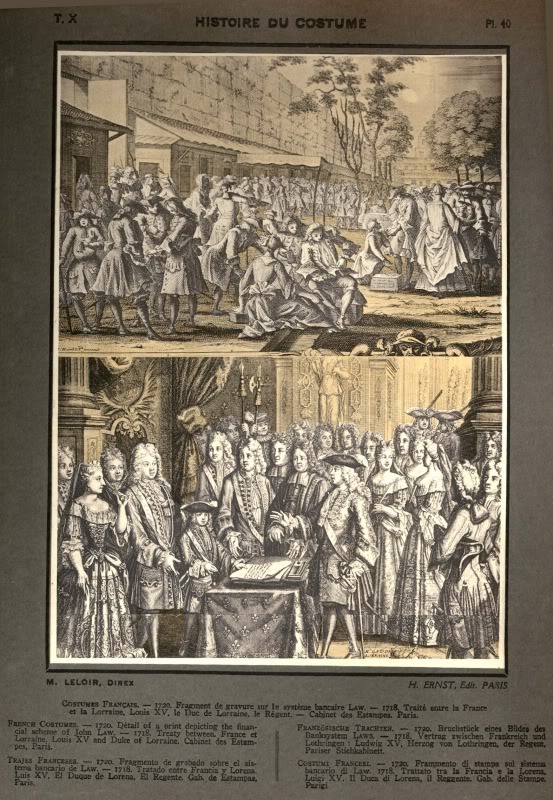 T. X
HISTOIRE DU COSTUME
Pl. 40
M. LELOIR, DIREX
H. ERNST, Edit. PARIS
COSTUMES FRANÇAIS. — 1720. Fragment de gravure sur le système bancaire LAW. — 1718. Traité entre la France
et la Lorraine, Louis XV, le Duc de Lorraine, le Régent. — Cabinet des Estampes. Paris.
FRENCH COSTUMES. — 1720. Détail of a print depicting the finan-
cial scheme of John LAW. — 1718. Treaty between, France et
Lorraine, Louis XV and Dulce of Lorraine. Cabinet des Estam-
pes, Paris.
TRAJES FRANCESES. — 1720. Fragmento de grabado sobre el sis-
tema bancario de LAW. — 1718. Tratado entre Francia y Lorena,
Luis XV, El Duque de Lorena, El Regente. Gab. de Estampas,
Paris.
FRANZÖSISCHE TRACHTEN. — 1720. Bruchstück eines Bildes des
Banksystem LAWS. — 1718. Vertrag zwischen Frankreich und
Lothringen : Ludwig XV, Herzog von Lothringen, der Regent,
Pariser Stichkabinett.
COSTUMI FRANCESI. — 1720. Frammento di stampa sul sistema
bancario di LAW. 1718. Trattato tra la Francia e la Lorena,
Luigi XV. Il Duca di Lorena, il Reggente. Gab. delle Stampe.
Parigi